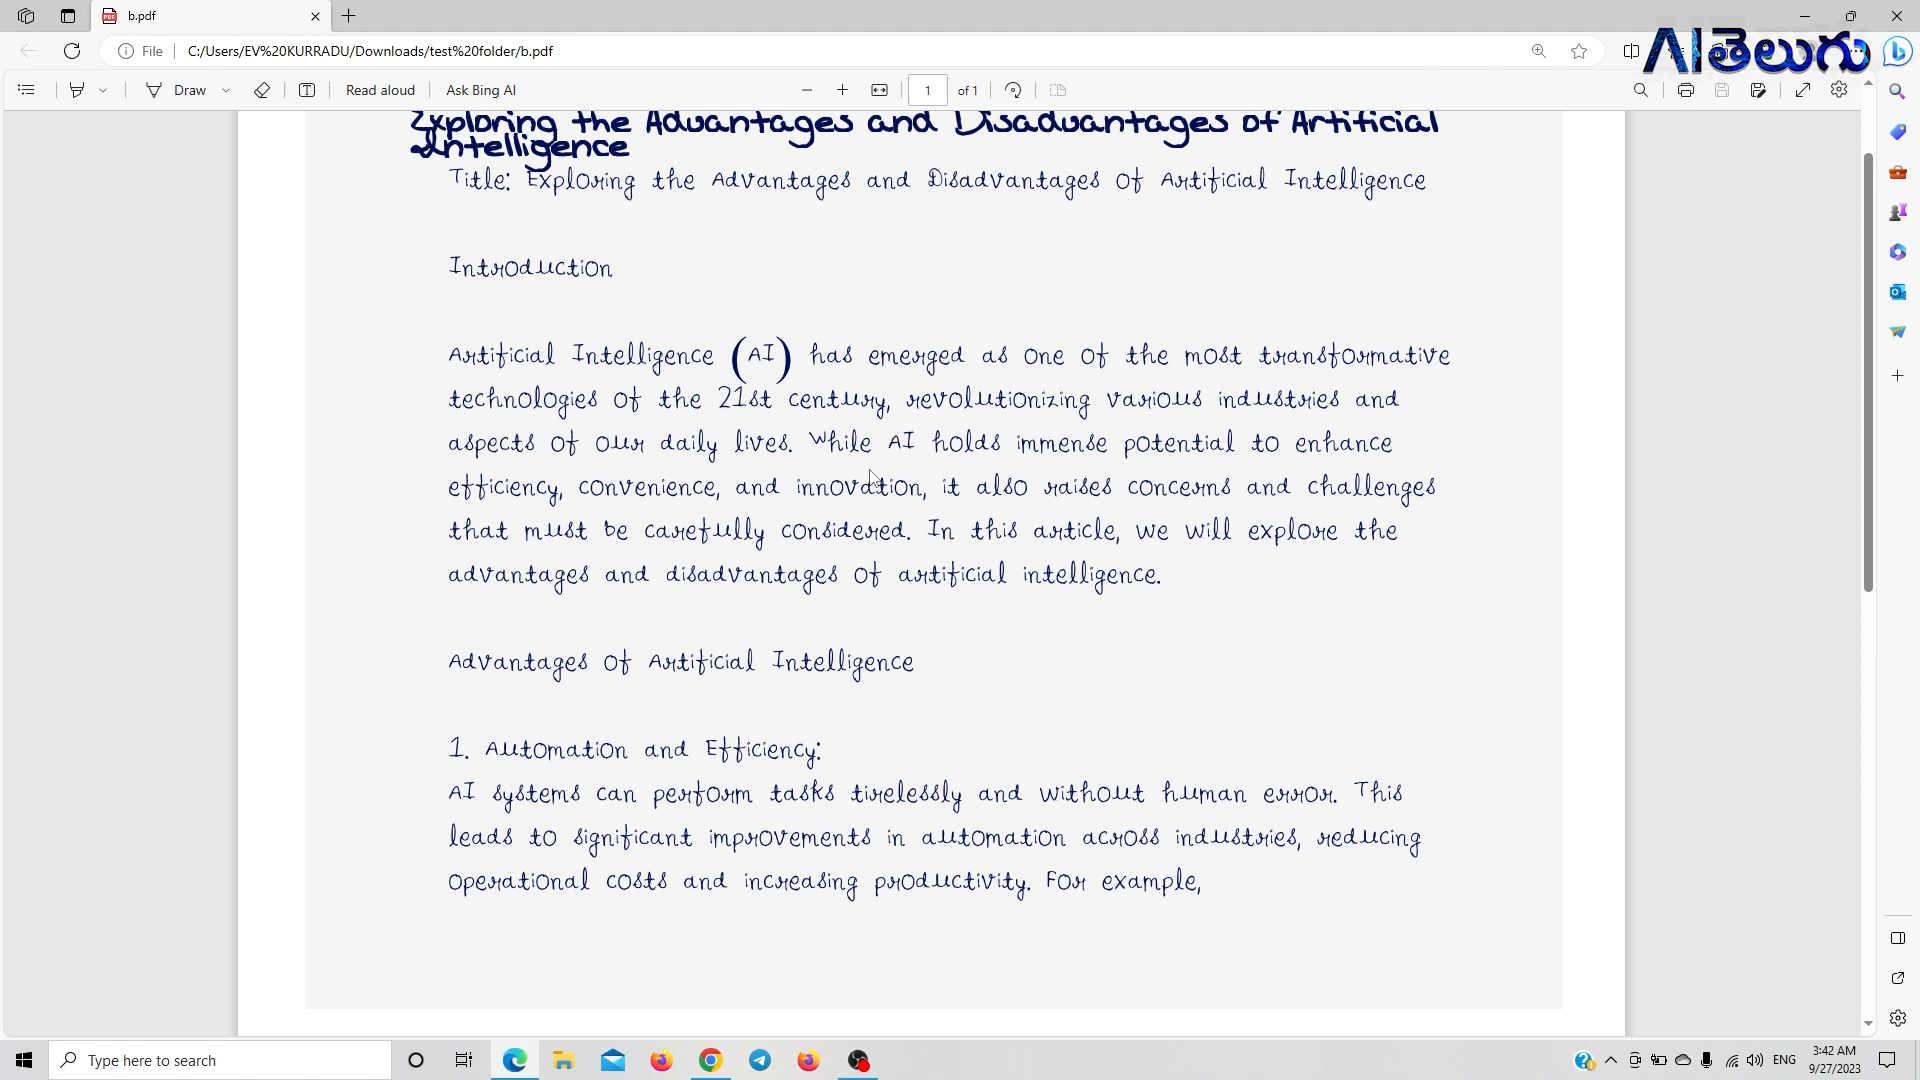 b.pdf
File
C:/Users/EV%20KURRADU/Downloads/test%20folder/b.pdf
AIతెలుగు
Draw
Read aloud
Ask Bing AI
1
of 1
Exploring the Advantages and Disadvantages of Artificial
Intelligence
Title: Exploring the Advantages and Disadvantages of Artificial Intelligence
Introduction
Artificial Intelligence (AI) has emerged as one of the most transformative
technologies of the 21st century, revolutionizing various industries and
aspects of our daily lives. While AI holds immense potential to enhance
efficiency, convenience, and innovation, it also raises concerns and challenges
that must be carefully considered. In this article, we will explore the
advantages and disadvantages of artificial intelligence.
Advantages of Artificial Intelligence
1. Automation and Efficiency:
AI systems can perform tasks tirelessly and without human error. This
leads to significant improvements in automation across industries, reducing
operational costs and increasing productivity. For example,
Type here to search
ENG
3:42 AM
9/27/2023